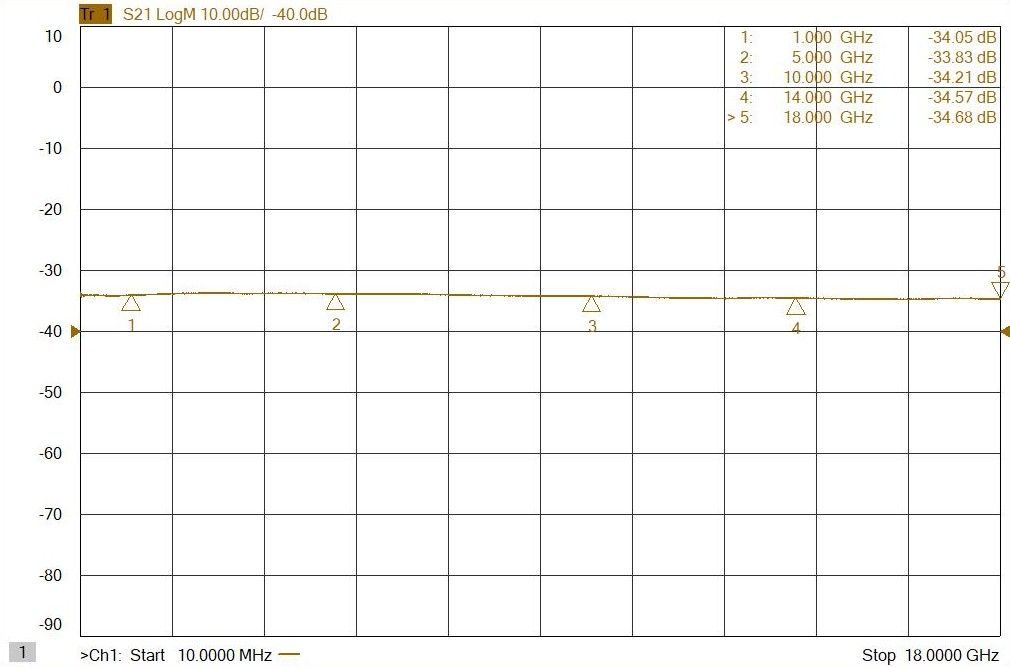 Tr 1 S21 LogM 10.00dB/ -40.0dB
10
1: 1.000 GHz -34.05 dB
2: 5.000 GHz -33.83 dB
3: 10.000 GHz -34.21 dB
4: 14.000 GHz -34.57 dB
> 5: 18.000 GHz -34.68 dB
0
-10
-20
-30
5
1
2
3
4
-40
-50
-60
-70
-80
-90
1 >Ch1: Start 10.0000 MHz Stop 18.0000 GHz